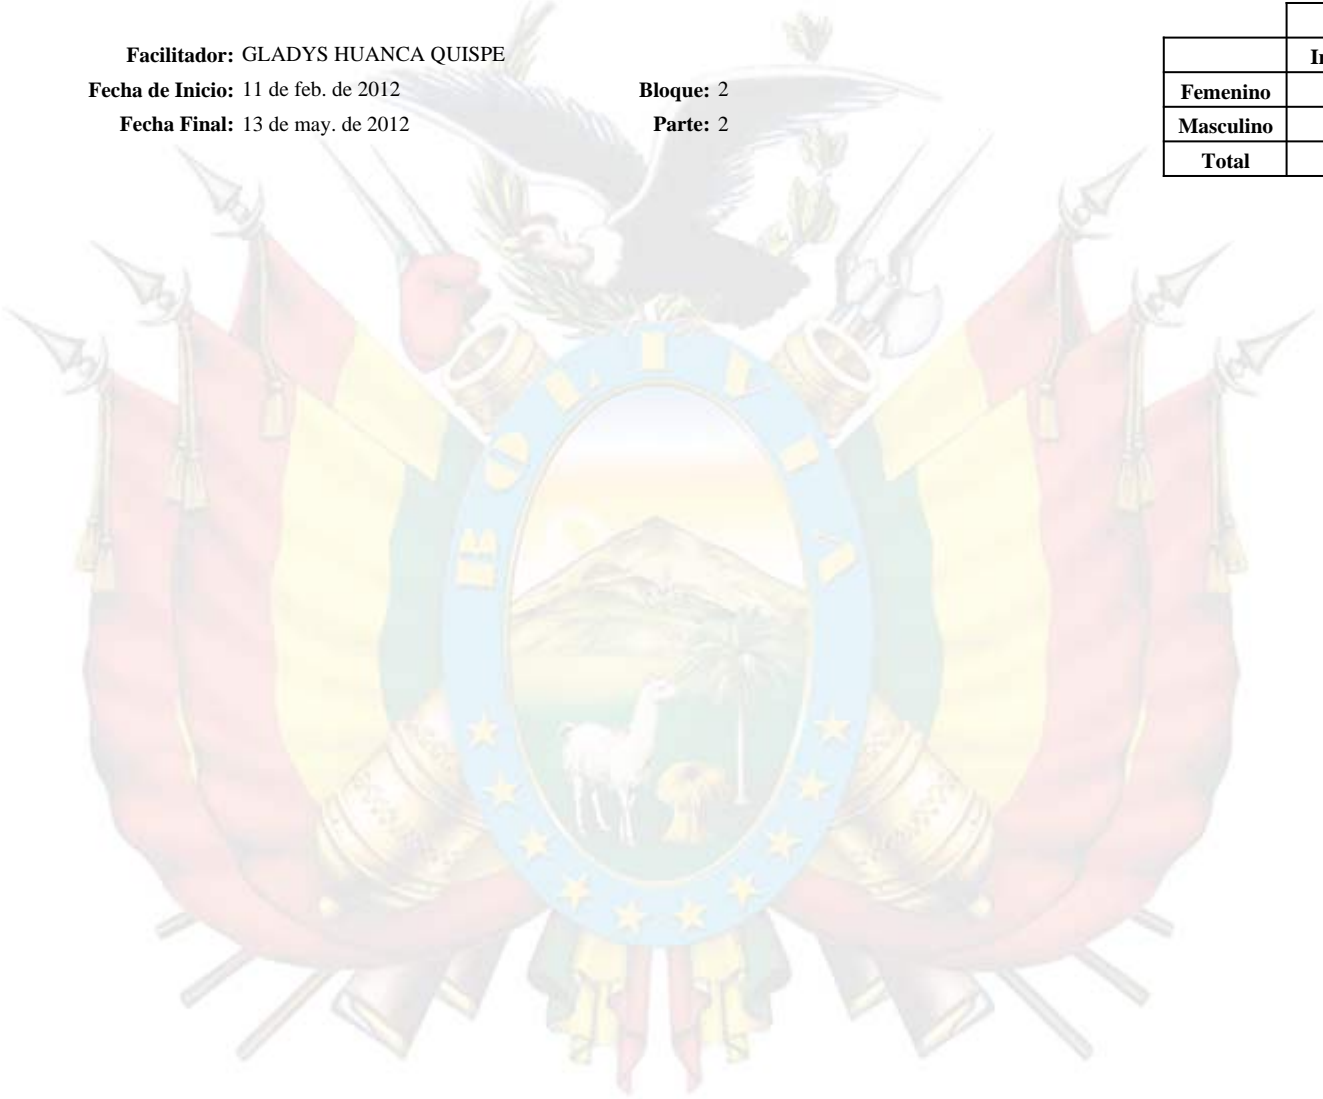 Facilitador: GLADYS HUANCA QUISPE
Fecha de Inicio: 11 de feb. de 2012 Bloque: 2
Fecha Final: 13 de may. de 2012 Parte: 2
Femenino
Masculino
Total
BOLIVIA